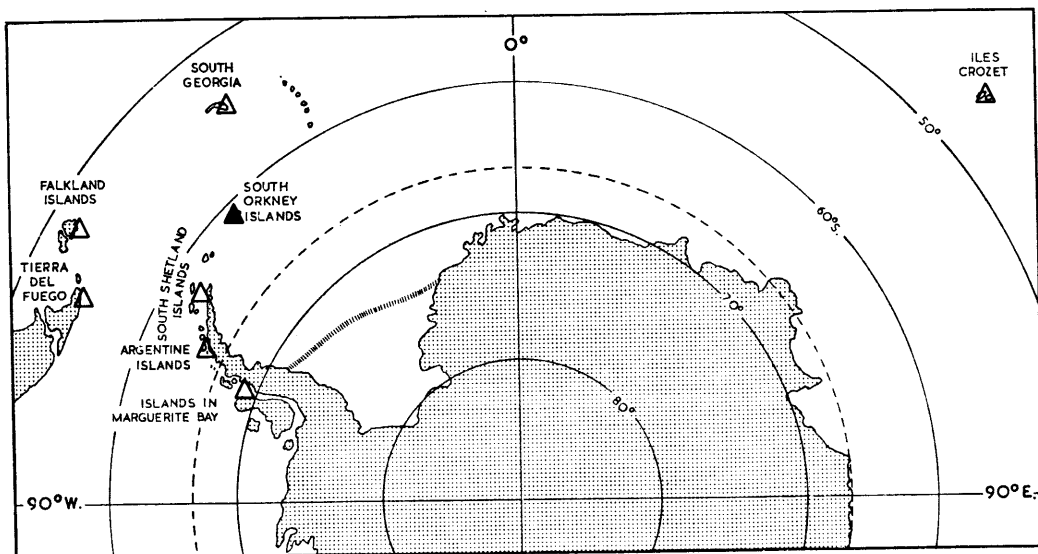 0°
SOUTH
GEORGIA
ILES
CROZET
50°
FALKLAND
ISLANDS
SOUTH
ORKNEY
ISLANDS
60°S.
TIERRA
DEL
FUEGO
SOUTH SHETLAND
ISLANDS
70°
ARGENTINE
ISLANDS
ISLANDS IN
MARGUERITE BAY
80°
90°W.
90°E.